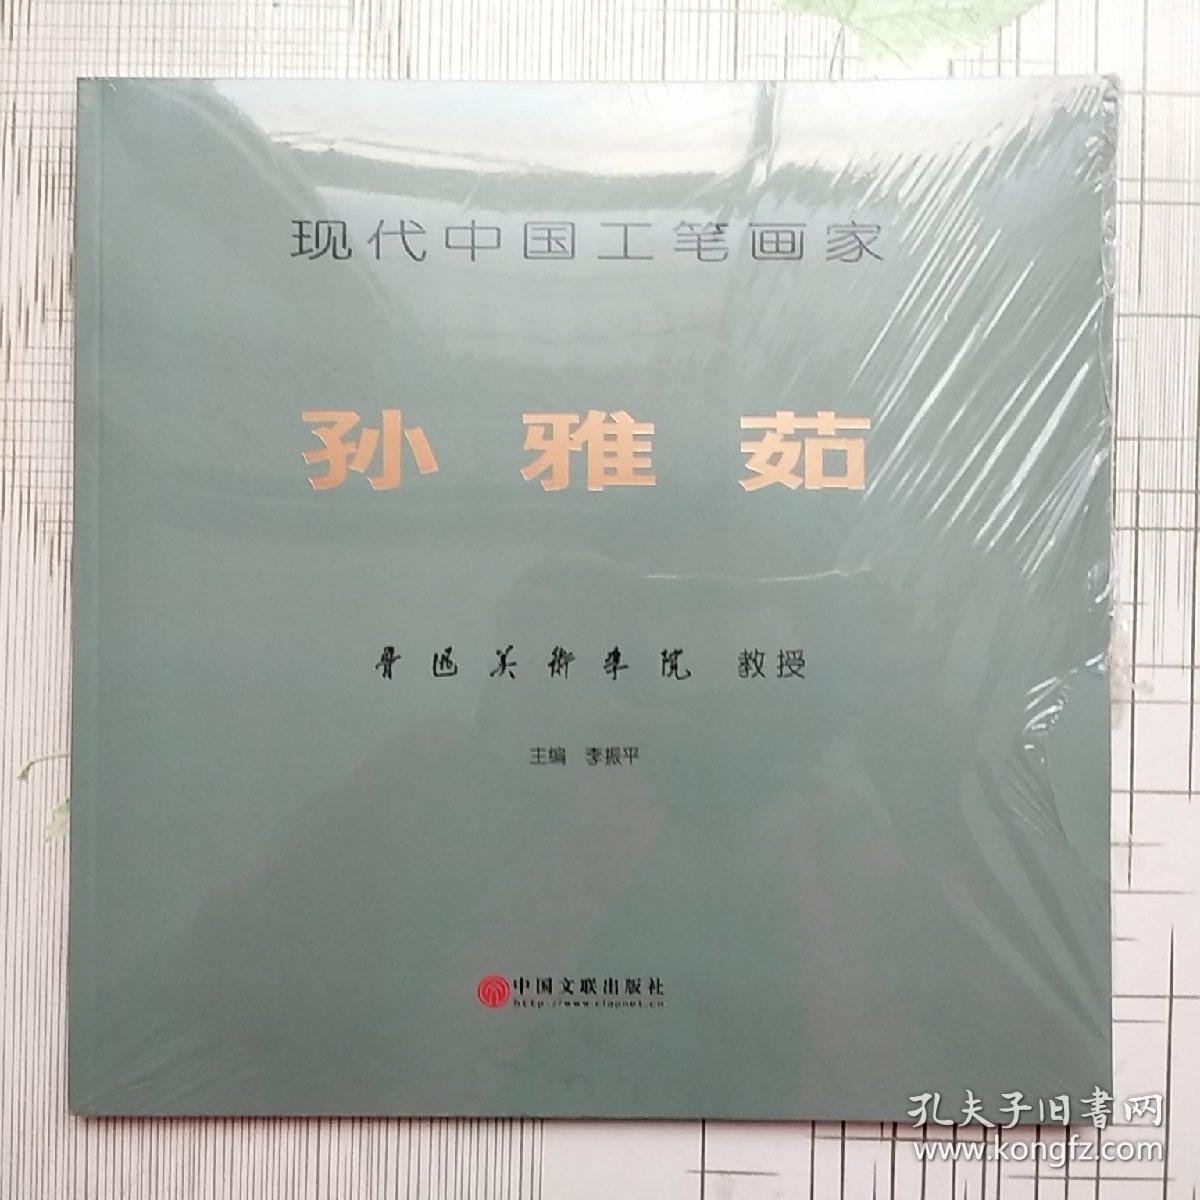 现代中国工笔画家
孙雅茹
鲁迅美術学院 教授
主编 李振平
中国文联出版社
http://www.clapnet.cn
孔夫子旧書网
www.kongfz.com